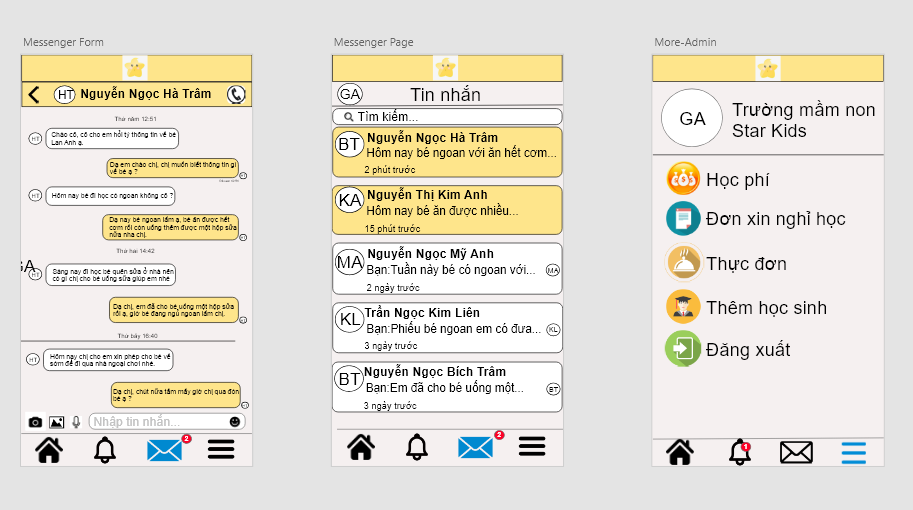 Messenger Form
HT Nguyễn Ngọc Hà Trâm
Thứ năm 12:51
HT
Chào cô, cô cho em hỏi tý thông tin về bé
Lan Anh ạ.
Dạ em chào chị, chị muốn biết thông tin gì
về bé ạ ?
HT
Hôm nay bé đi học có ngoan không cô ?
Dạ nay bé ngoan lắm ạ, bé ăn được hết
cơm rồi còn uống thêm được một hộp sữa
nữa nha chị.
Thứ hai 14:42
GA
HT
Sáng nay đi học bé quên sữa ở nhà nên
có gì chị cho bé uống sữa giúp em nhé
Dạ chị, em đã cho bé uống một hộp sữa
rồi ạ, giờ bé đang ngủ ngoan lắm chị.
Thứ bảy 16:40
HT
Hôm nay chị cho em xin phép cho bé về
sớm để đi qua nhà ngoại chơi nhé.
Dạ chị, chút nữa tầm mấy giờ chị qua đón
bé ạ ?
Nhập tin nhắn...
2
Messenger Page
GA Tin nhắn
Tìm kiếm...
BT
Nguyễn Ngọc Hà Trâm
Hôm nay bé ngoan với ăn hết cơm...
2 phút trước
KA
Nguyễn Thị Kim Anh
Hôm nay bé ăn được nhiều...
15 phút trước
MA
Nguyễn Ngọc Mỹ Anh
Bạn:Tuần này bé có ngoan với... MA
2 ngày trước
KL
Trần Ngọc Kim Liên
Bạn:Phiếu bé ngoan em có đưa... KL
3 ngày trước
BT
Nguyễn Ngọc Bích Trâm
Bạn:Em đã cho bé uống một... BT
3 ngày trước
2
More-Admin
GA
Trường mầm non
Star Kids
Học phí
Đơn xin nghỉ học
Thực đơn
Thêm học sinh
Đăng xuất
1